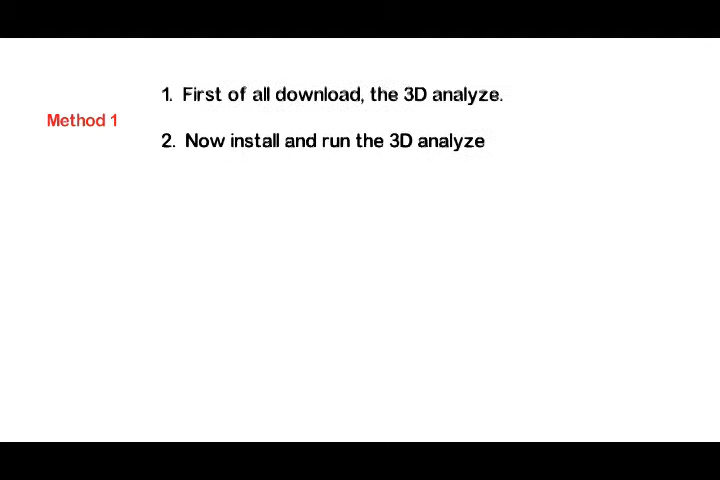 1. First of all download, the 3D analyze.
Method 1
2. Now install and run the 3D analyze